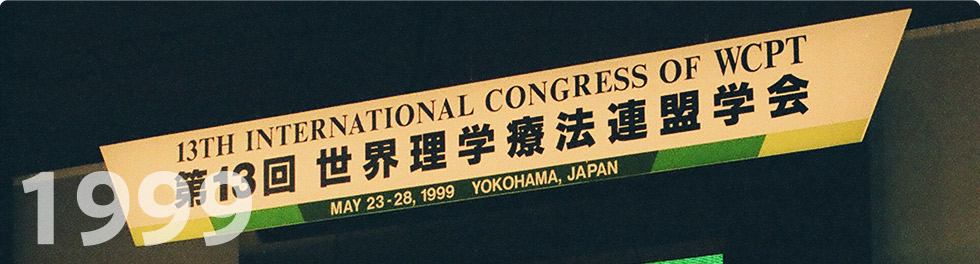 13TH INTERNATIONAL CONGRESS OF WCPT
第13回 世界理学療法連盟学会
MAY 23-28, 1999 YOKOHAMA, JAPAN
1999